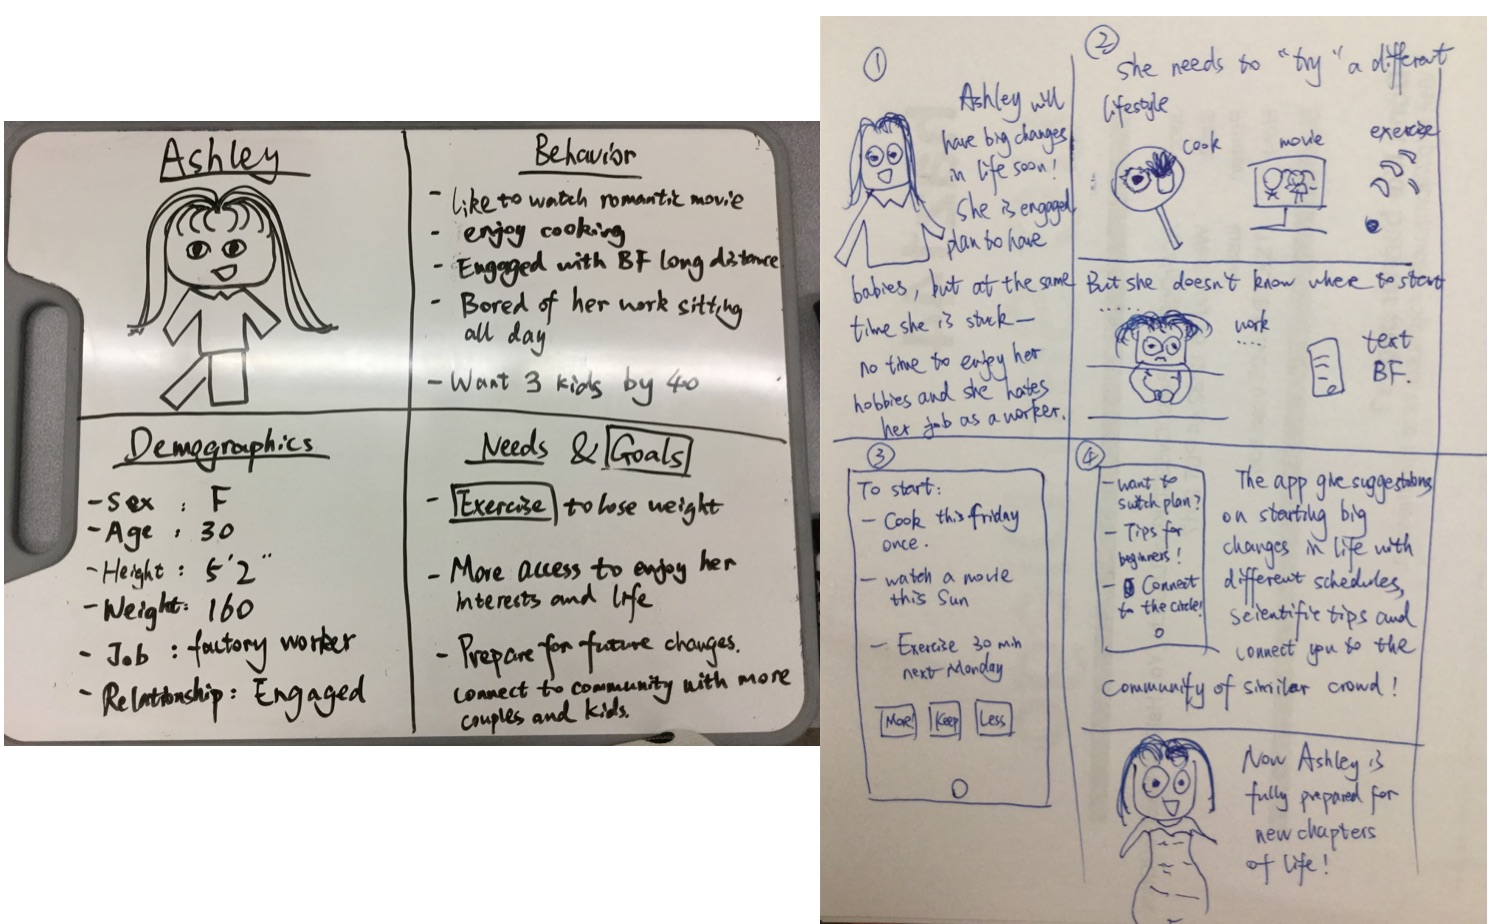 Ashley
Behavior
- like to watch romantic movie
- enjoy cooking
- Engaged with BF long distance
- Bored of her work sitting
all day
- Want 3 kids by 40
Demographics
- Sex : F
- Age : 30
- Height : 5'2"
- Weight: 160
- Job : factory worker
- Relationship: Engaged
Needs & Goals
- Exercise to lose weight
- More access to enjoy her
interests and life
- Prepare for future changes.
connect to community with more
couples and kids.
1
Ashley will
have big changes
in life soon!
She is engaged
plan to have
babies, but at the same
time she is stuck —
no time to enjoy her
hobbies and she hates
her job as a worker.
2
she needs to "try" a different
lifestyle
cook
movie
exercise
But she doesn't know where to start
......
work
....
text
BF.
3
To start:
- Cook this friday
once.
- watch a movie
this Sun
- Exercise 30 min
next Monday
More!
Keep
Less
4
- want to
switch plan?
- Tips for
beginners!
- Connect
to the circle!
The app give suggestions
on starting big
changes in life with
different schedules,
scientific tips and
connect you to the
community of similar crowd!
Now Ashley is
fully prepared for
new chapters
of life!